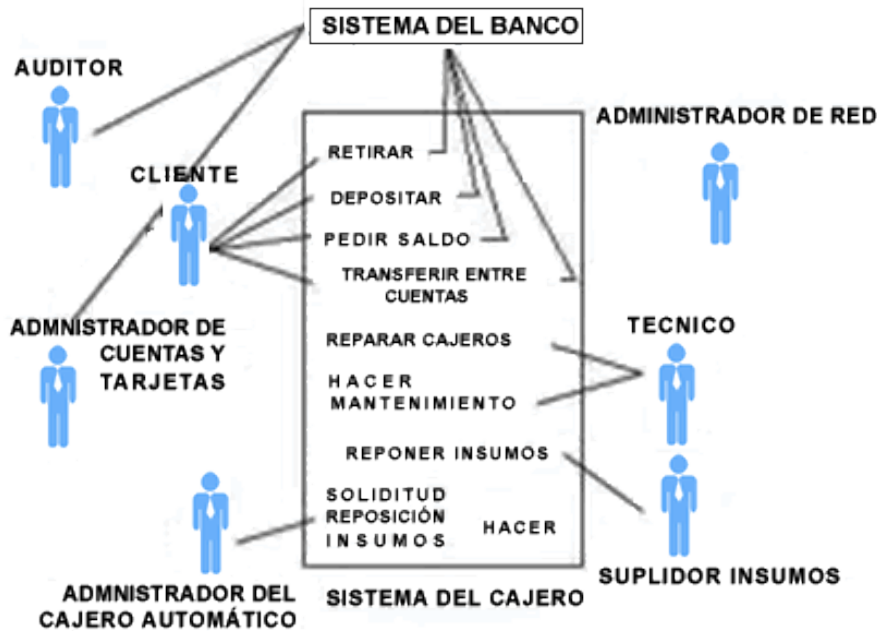 SISTEMA DEL BANCO
AUDITOR
ADMINISTRADOR DE RED
CLIENTE
RETIRAR
DEPOSITAR
PEDIR SALDO
TRANSFERIR ENTRE
CUENTAS
ADMNISTRADOR DE
CUENTAS Y
TARJETAS
REPARAR CAJEROS
TECNICO
HACER
MANTENIMIENTO
REPONER INSUMOS
SOLIDITUD
REPOSICIÓN
INSUMOS
HACER
SUPLIDOR INSUMOS
ADMNISTRADOR DEL
CAJERO AUTOMÁTICO
SISTEMA DEL CAJERO